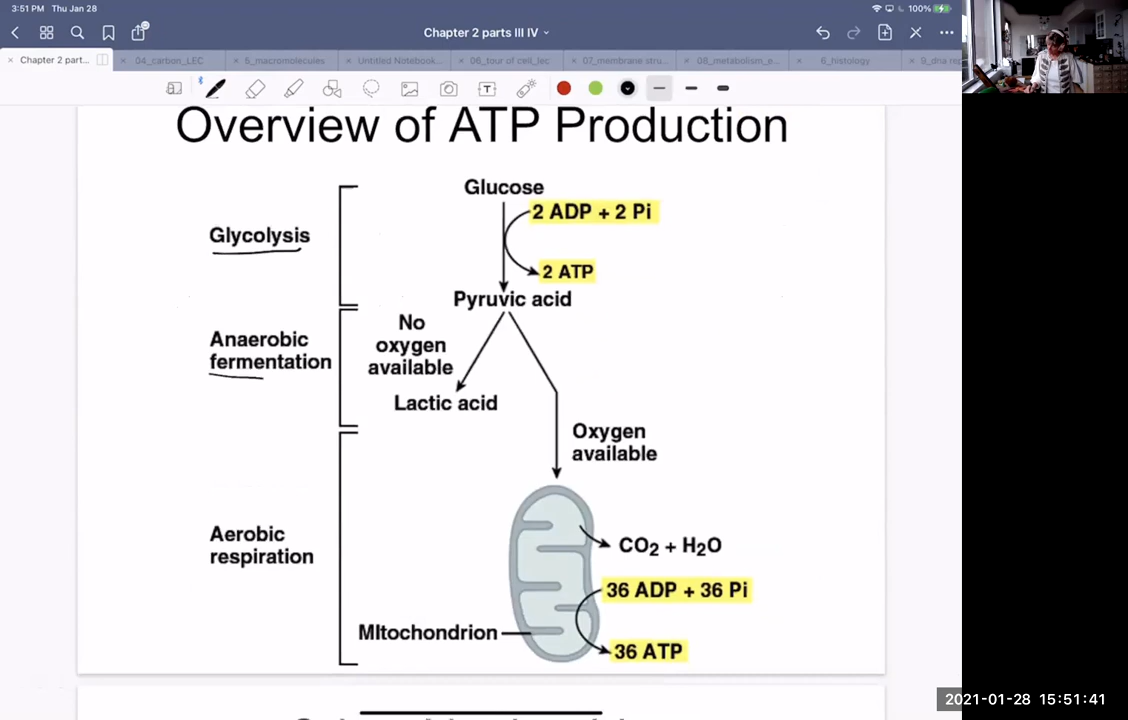 3:51 PM Thu Jan 28
100%
Chapter 2 parts III IV
Chapter 2 part...
04_carbon_LEC
5_macromolecules
Untitled Notebook...
06_tour of cell_lec
07_membrane stru...
08_metabolism_e...
6_histology
9_dna re
Overview of ATP Production
Glucose
2 ADP + 2 Pi
Glycolysis
2 ATP
Pyruvic acid
No
oxygen
available
Anaerobic
fermentation
Lactic acid
Oxygen
available
Aerobic
respiration
CO2 + H2O
36 ADP + 36 Pi
MItochondrion
36 ATP
2021-01-28 15:51:41